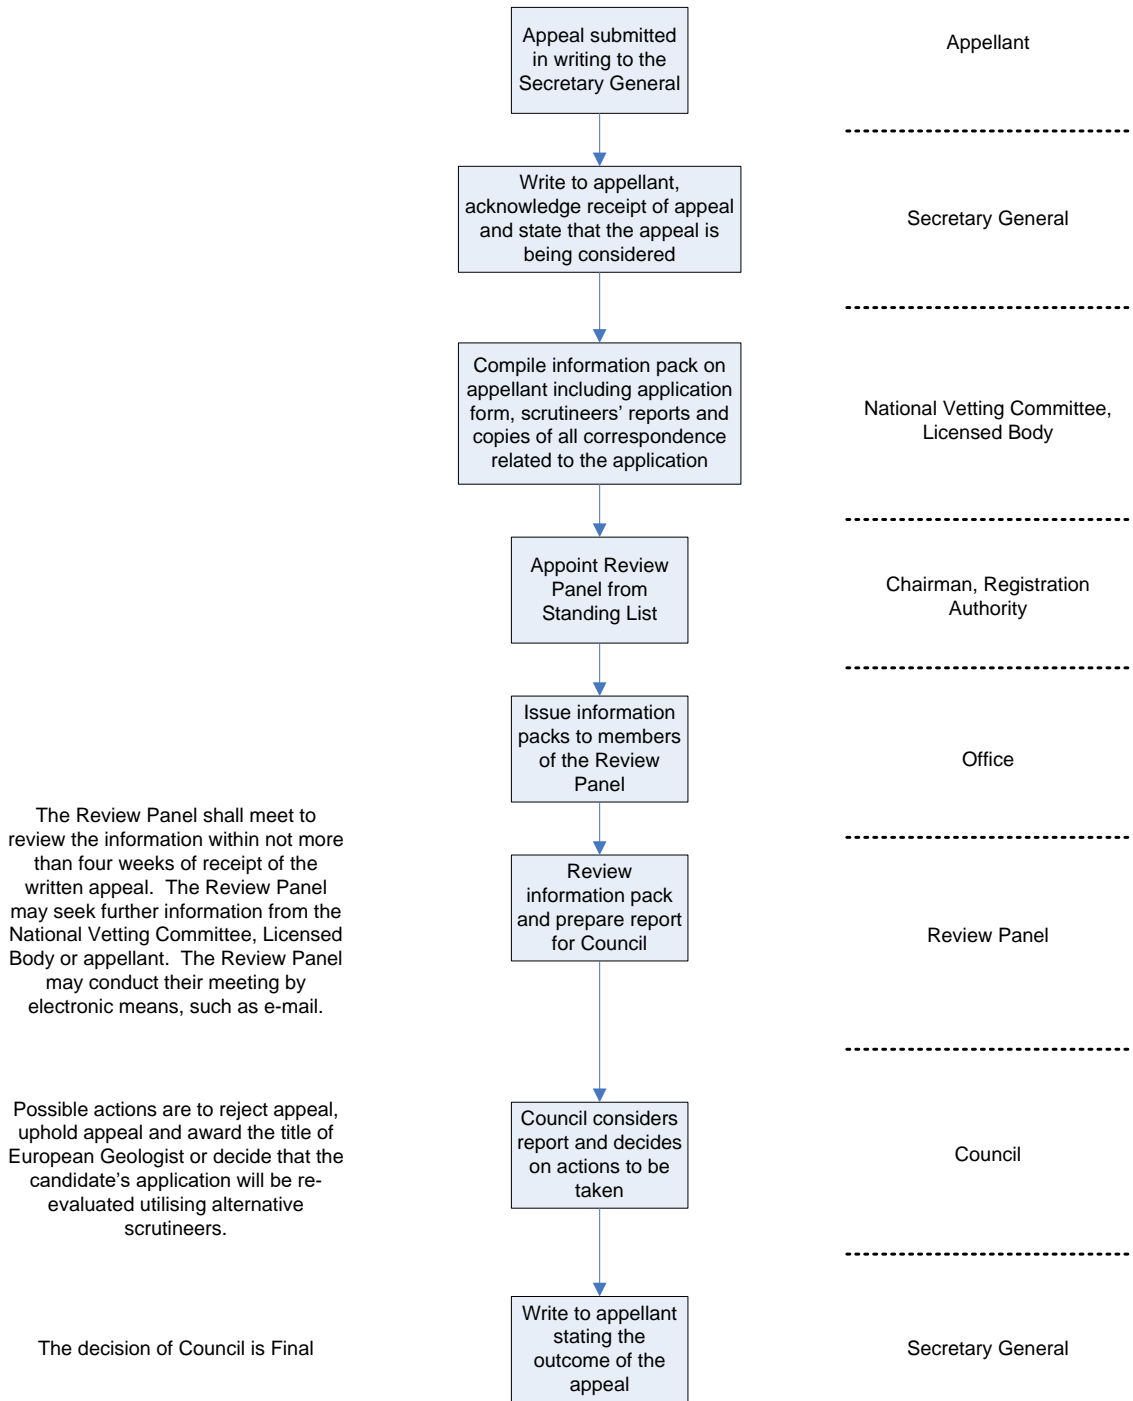 Appeal submitted
in writing to the
Secretary General
Appellant
Write to appellant,
acknowledge receipt of appeal
and state that the appeal is
being considered
Secretary General
Compile information pack on
appellant including application
form, scrutineers’ reports and
copies of all correspondence
related to the application
National Vetting Committee,
Licensed Body
Appoint Review
Panel from
Standing List
Chairman, Registration
Authority
Issue information
packs to members
of the Review
Panel
Office
The Review Panel shall meet to
review the information within not more
than four weeks of receipt of the
written appeal.  The Review Panel
may seek further information from the
National Vetting Committee, Licensed
Body or appellant.  The Review Panel
may conduct their meeting by
electronic means, such as e-mail.
Review
information pack
and prepare report
for Council
Review Panel
Possible actions are to reject appeal,
uphold appeal and award the title of
European Geologist or decide that the
candidate’s application will be re-
evaluated utilising alternative
scrutineers.
Council considers
report and decides
on actions to be
taken
Council
The decision of Council is Final
Write to appellant
stating the
outcome of the
appeal
Secretary General